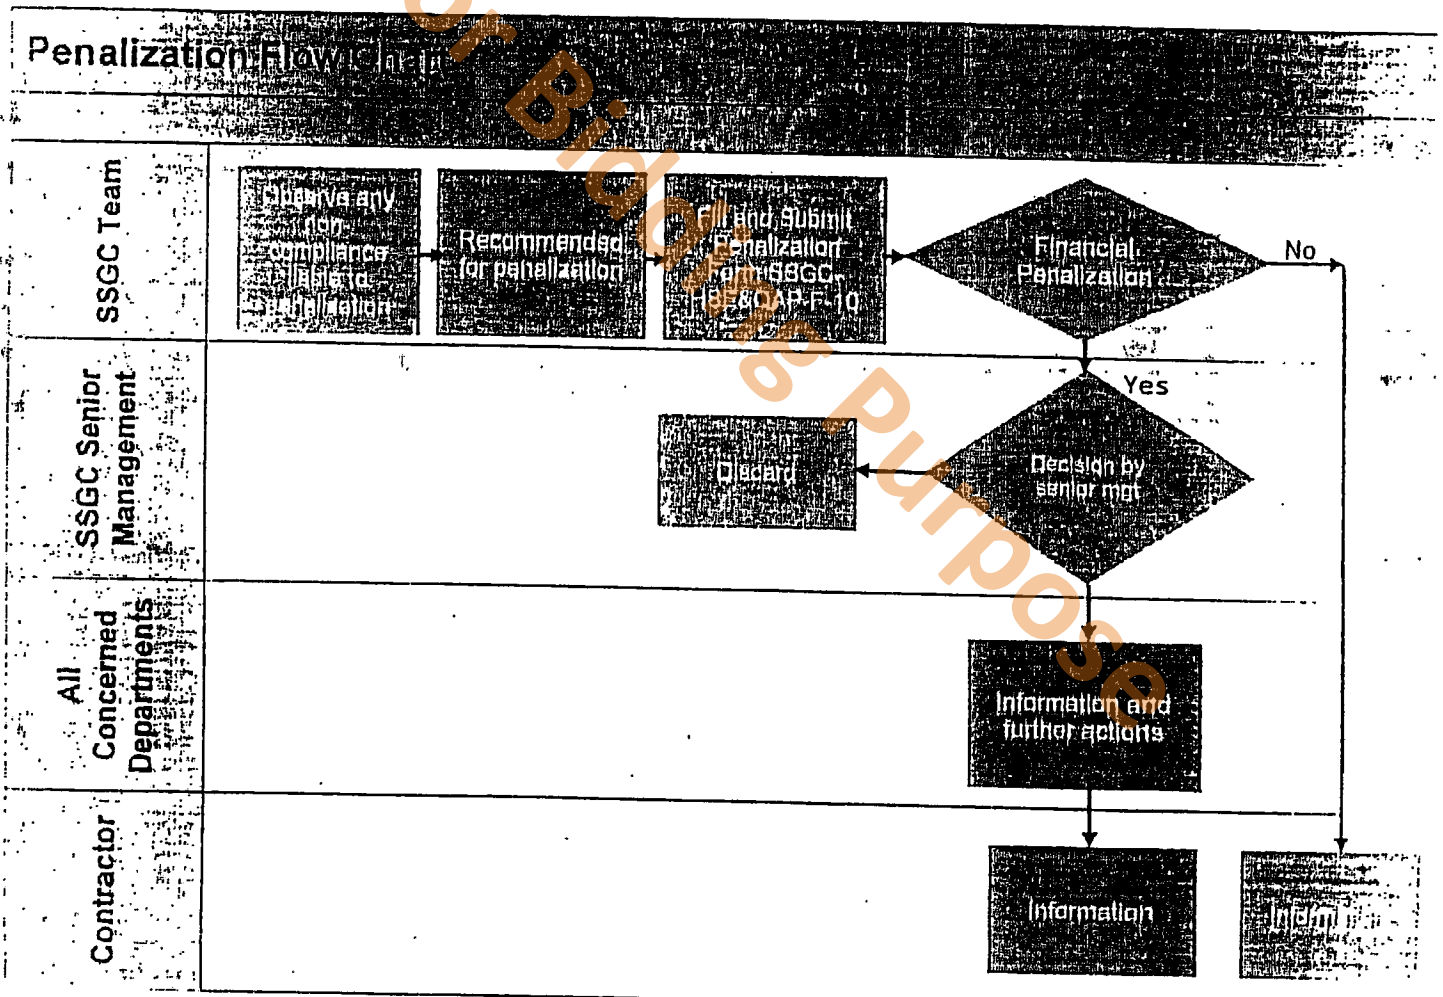 Penalization Flow Chart
or Bidding Purpose
SSGC Team
Observe any
non-
compliance
liable to
Recommended
for penalization
Fill and Submit
Penalization
Form SSGC-
HSE&QAP-F-10
Financial
Penalization
No
SSGC Senior
Management
Yes
Discard
Decision by
senior mgt
All
Concerned
Departments
Information and
further actions
Contractor
Information